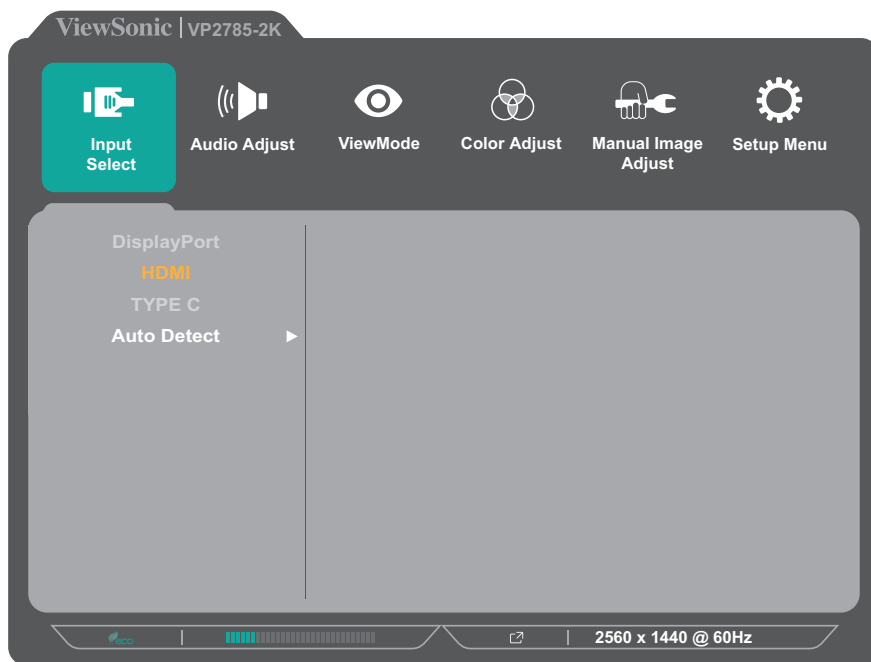 ViewSonic | VP2785-2K
Input
Select
Audio Adjust
ViewMode
Color Adjust
Manual Image
Adjust
Setup Menu
DisplayPort
HDMI
TYPE C
Auto Detect
eco
2560 x 1440 @ 60Hz